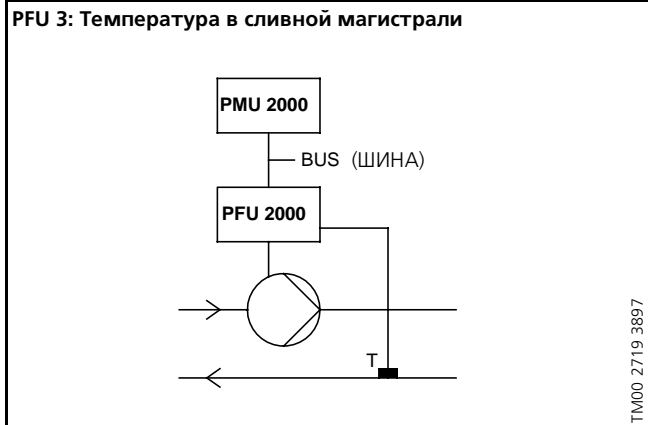 PFU 3: Температура в сливной магистрали
PMU 2000
BUS (ШИНА)
PFU 2000
T
TM00 2719 3897